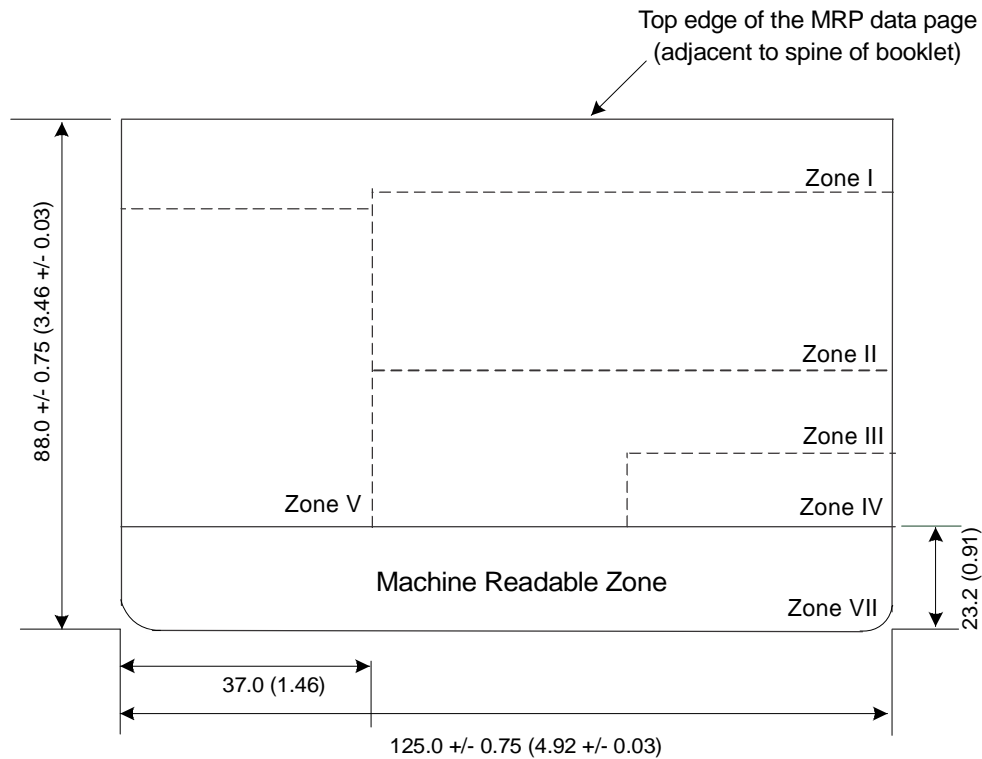 Top edge of the MRP data page
(adjacent to spine of booklet)
Zone I
88.0 +/- 0.75 (3.46 +/- 0.03)
Zone II
Zone III
Zone V
Zone IV
Machine Readable Zone
Zone VII
23.2 (0.91)
37.0 (1.46)
125.0 +/- 0.75 (4.92 +/- 0.03)